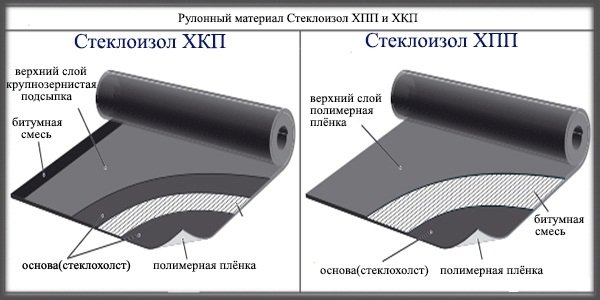 Рулонный материал Стеклоизол ХПП и ХКП
Стеклоизол ХКП
верхний слой
крупнозернистая
подсыпка
битумная
смесь
основа(стеклохолст)
полимерная плёнка
Стеклоизол ХПП
верхний слой
полимерная
плёнка
битумная
смесь
основа(стеклохолст)
полимерная плёнка